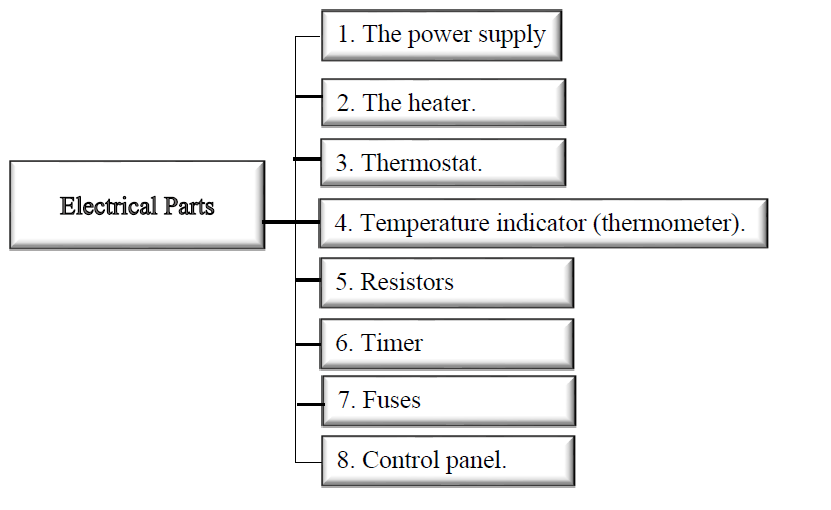 1. The power supply
2. The heater.
3. Thermostat.
Electrical Parts
4. Temperature indicator (thermometer).
5. Resistors
6. Timer
7. Fuses
8. Control panel.